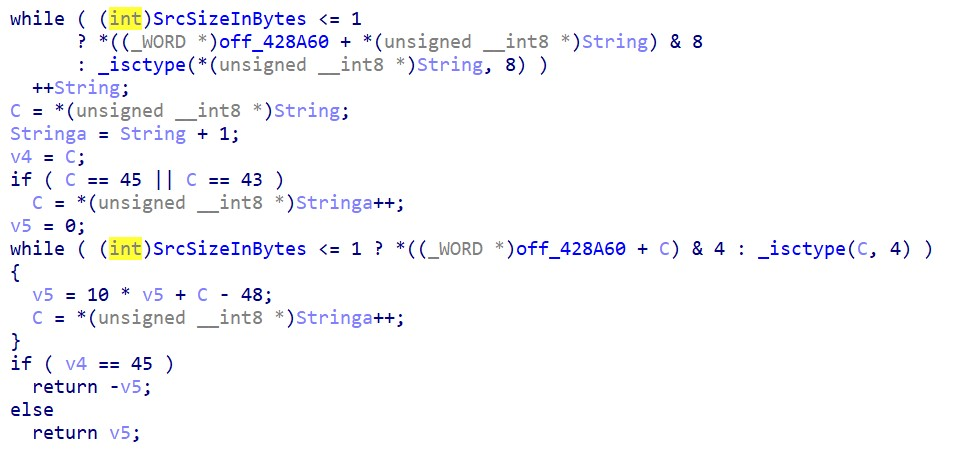 while ( (int)SrcSizeInBytes <= 1
? *((_WORD *)off_428A60 + *(unsigned __int8 *)String) & 8
: _isctype(*(unsigned __int8 *)String, 8) )
++String;
C = *(unsigned __int8 *)String;
Stringa = String + 1;
v4 = C;
if ( C == 45 || C == 43 )
C = *(unsigned __int8 *)Stringa++;
v5 = 0;
while ( (int)SrcSizeInBytes <= 1 ? *((_WORD *)off_428A60 + C) & 4 : _isctype(C, 4) )
{
v5 = 10 * v5 + C - 48;
C = *(unsigned __int8 *)Stringa++;
}
if ( v4 == 45 )
return -v5;
else
return v5;